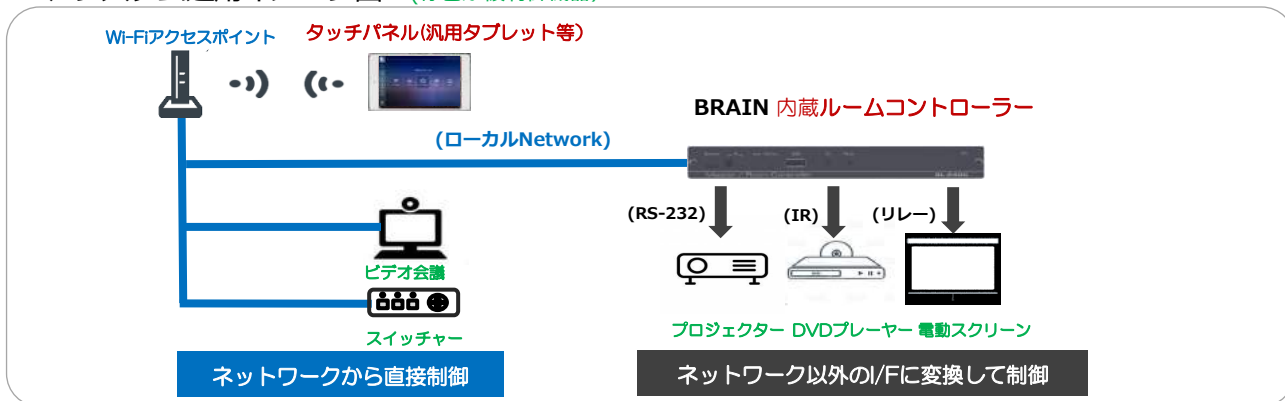 (
Wi-Fiアクセスポイント
タッチパネル(汎用タブレット等)
BRAIN 内蔵ルームコントローラー
(ローカルNetwork)
(RS-232)
(IR)
(リレー)
ビデオ会議
スイッチャー
プロジェクター DVDプレーヤー 電動スクリーン
ネットワークから直接制御
ネットワーク以外のI/Fに変換して制御